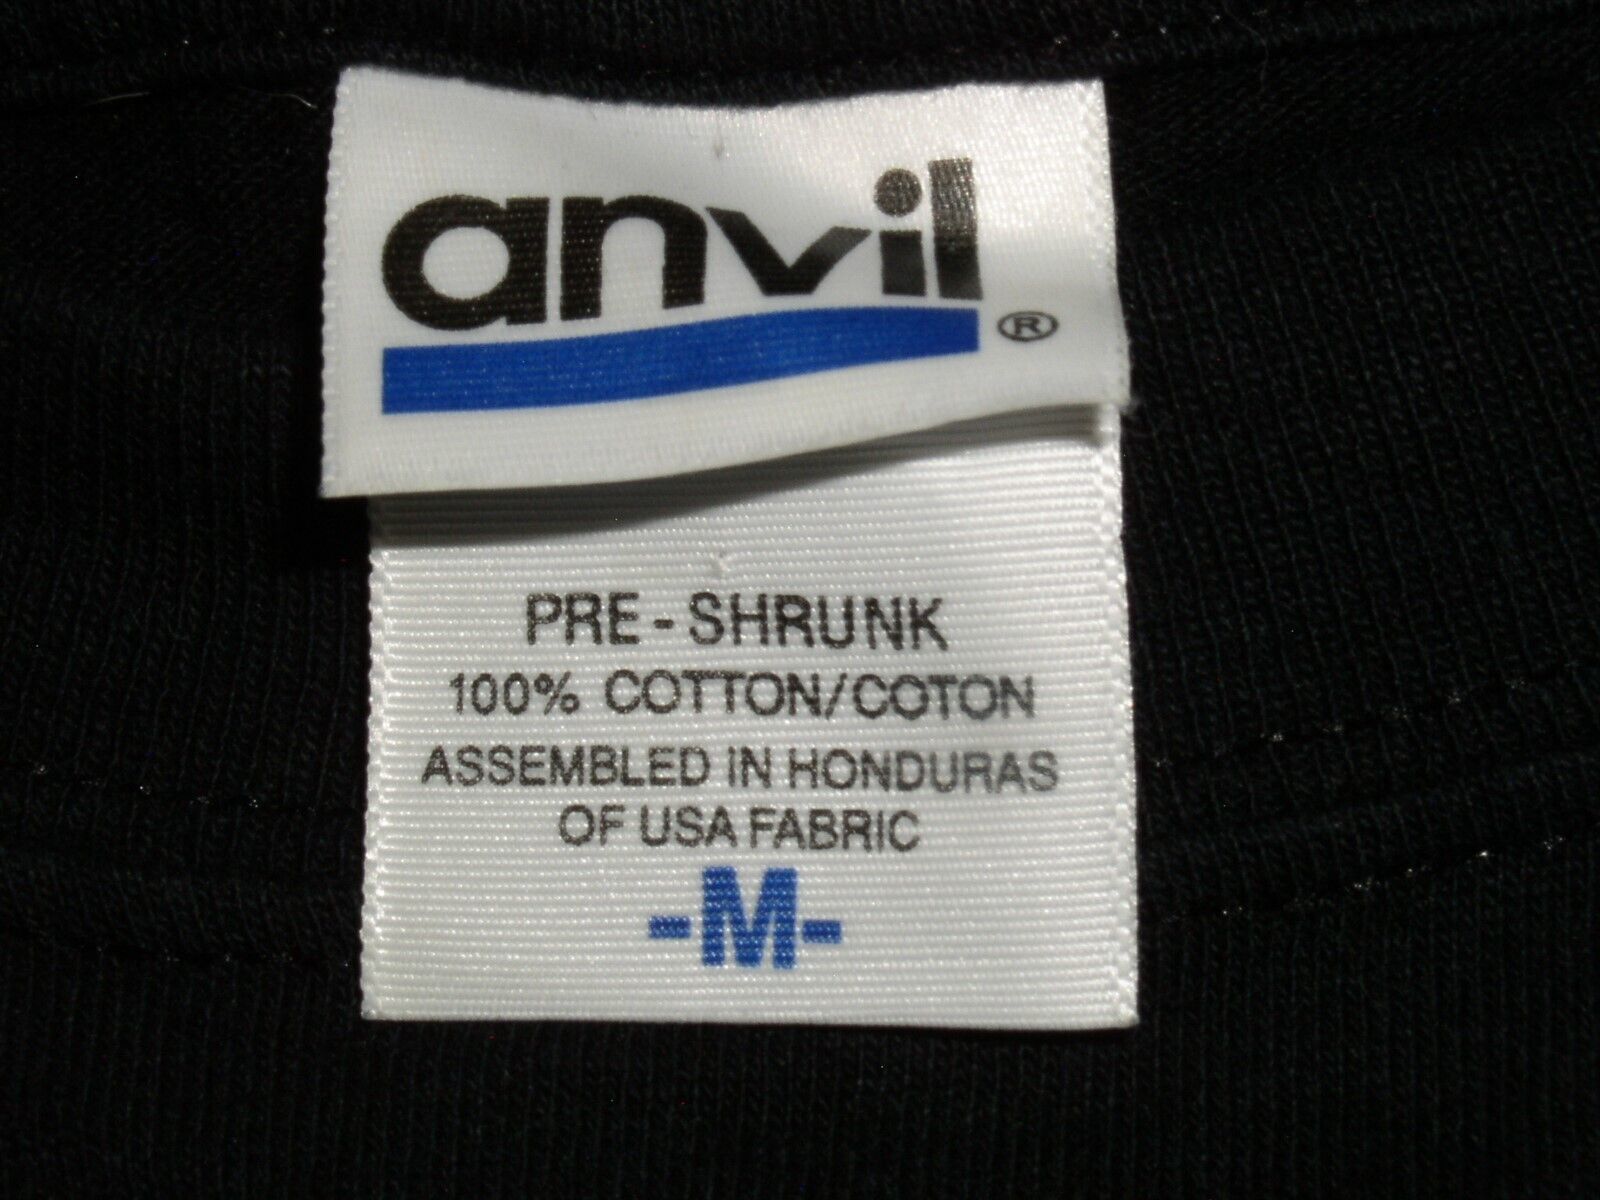 anvil
®
PRE-SHRUNK
100% COTTON/COTON
ASSEMBLED IN HONDURAS
OF USA FABRIC
-M-